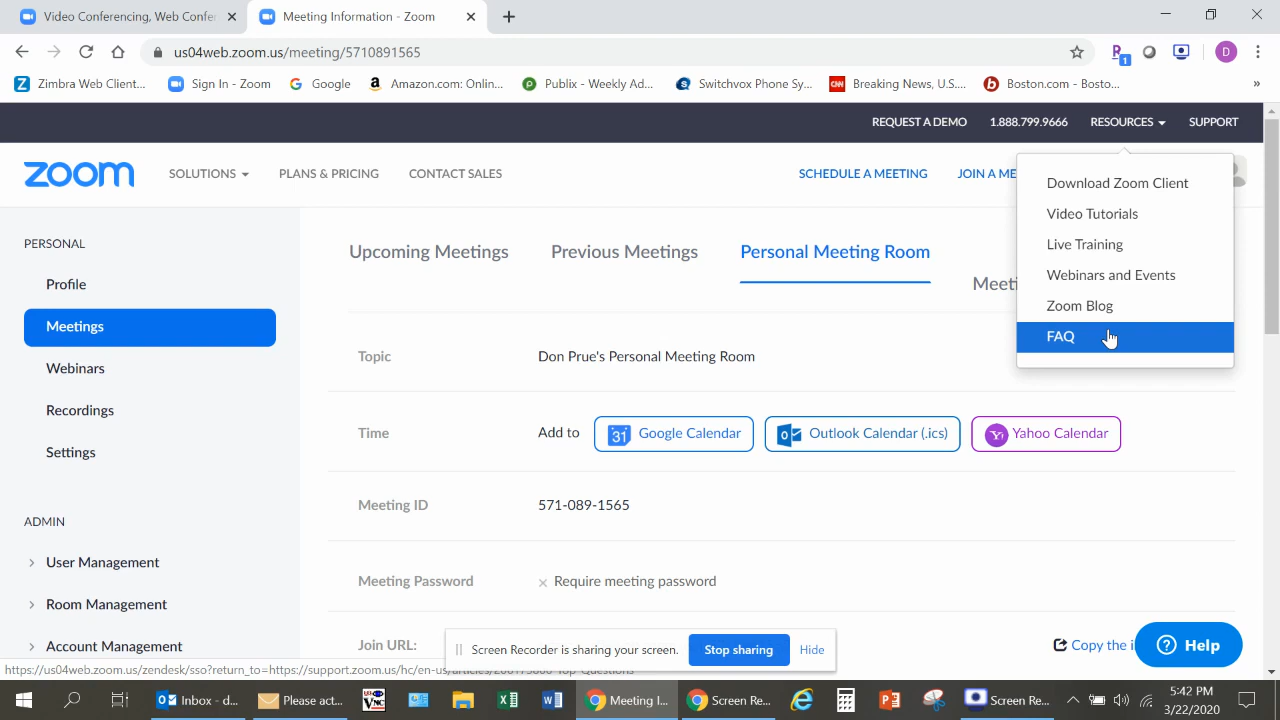 Video Conferencing, Web Confer
Meeting Information - Zoom
us04web.zoom.us/meeting/5710891565
1
D
Zimbra Web Client...
Sign In - Zoom
Google
Amazon.com: Onlin...
Publix - Weekly Ad...
Switchvox Phone Sy...
CNN
Breaking News, U.S....
Boston.com - Bosto...
»
REQUEST A DEMO
1.888.799.9666
RESOURCES
SUPPORT
zoom
SOLUTIONS
PLANS & PRICING
CONTACT SALES
SCHEDULE A MEETING
JOIN A ME
Download Zoom Client
Video Tutorials
Live Training
Webinars and Events
Zoom Blog
FAQ
PERSONAL
Profile
Meetings
Webinars
Recordings
Settings
ADMIN
User Management
Room Management
Account Management
Upcoming Meetings
Previous Meetings
Personal Meeting Room
Meeti
Topic
Don Prue's Personal Meeting Room
Time
Add to
31 Google Calendar
Outlook Calendar (.ics)
Yahoo Calendar
Meeting ID
571-089-1565
Meeting Password
× Require meeting password
Join URL:
Copy the i
Screen Recorder is sharing your screen.
Stop sharing
Hide
Help
Inbox - d...
Please act...
VNC
Meeting I...
Screen Re...
Screen Re...
5:42 PM
3/22/2020